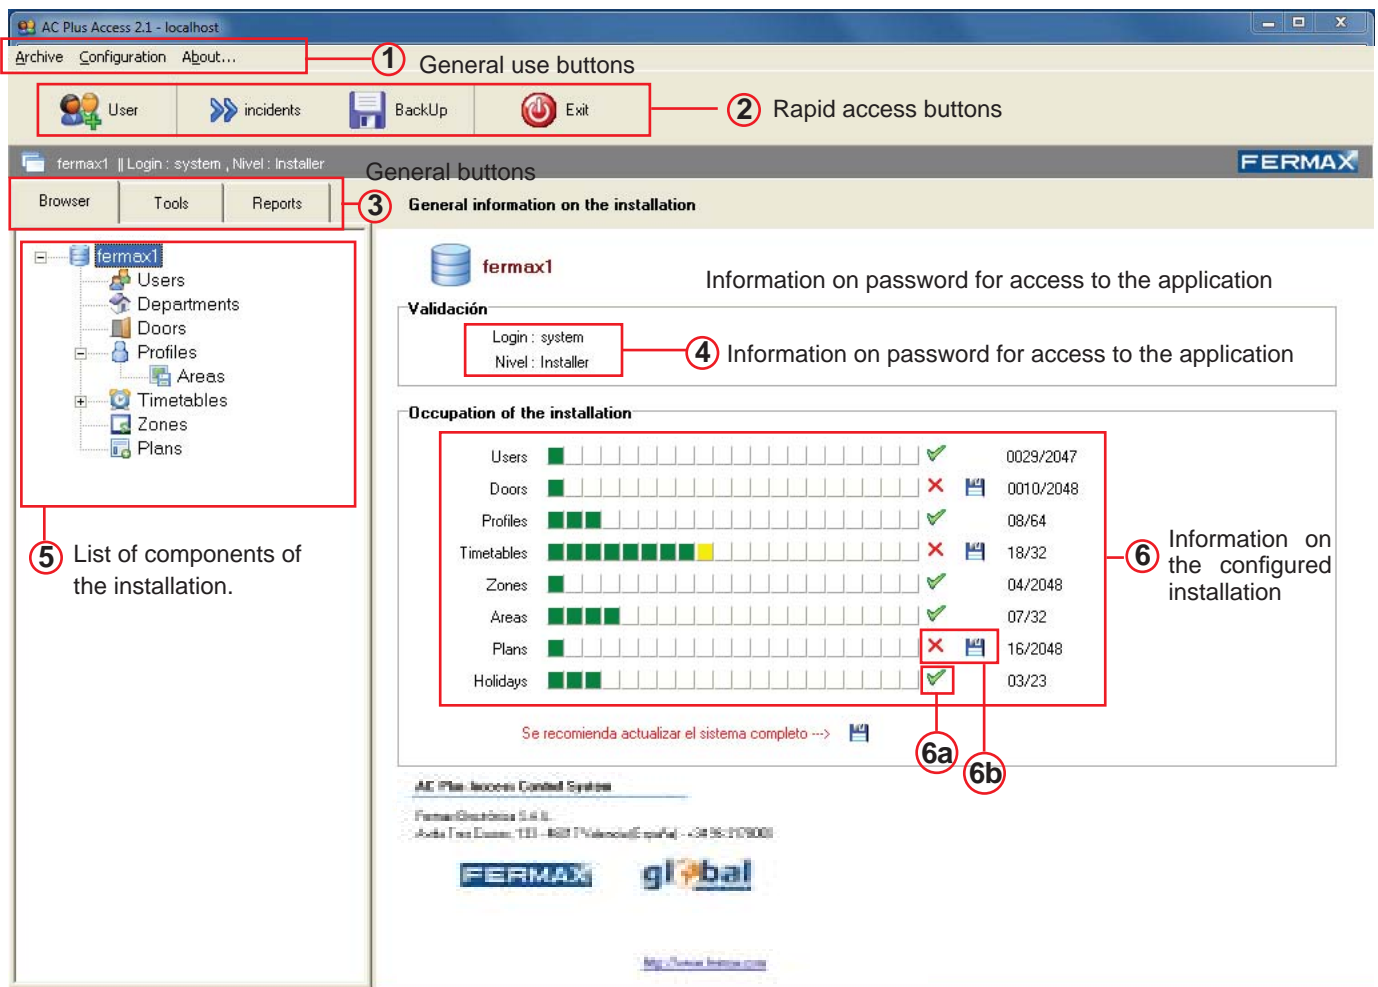 AC Plus Access 2.1 - localhost
Archive Configuration About...
1 General use buttons
User incidents BackUp Exit
2 Rapid access buttons
fermax1 || Login : system , Nivel : Installer
General buttons
FERMAX
Browser Tools Reports
3
General information on the installation
fermax1
Users
Departments
Doors
Profiles
Areas
Timetables
Zones
Plans
5 List of components of
the installation.
fermax1
Information on password for access to the application
Validación
Login : system
Nivel : Installer
4 Information on password for access to the application
Occupation of the installation
Users 0029/2047
Doors 0010/2048
Profiles 08/64
Timetables 18/32
Zones 04/2048
Areas 07/32
Plans 16/2048
Holidays 03/23
6 Information on
the configured
installation
Se recomienda actualizar el sistema completo --->
6a
6b
AC Plus Access Control System
FERMAX global